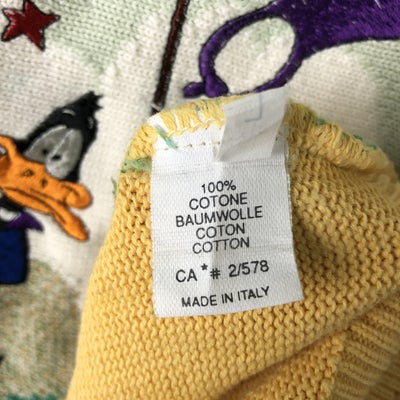 100%
COTONE
BAUMWOLLE
COTON
COTTON
CA * # 2/578
MADE IN ITALY